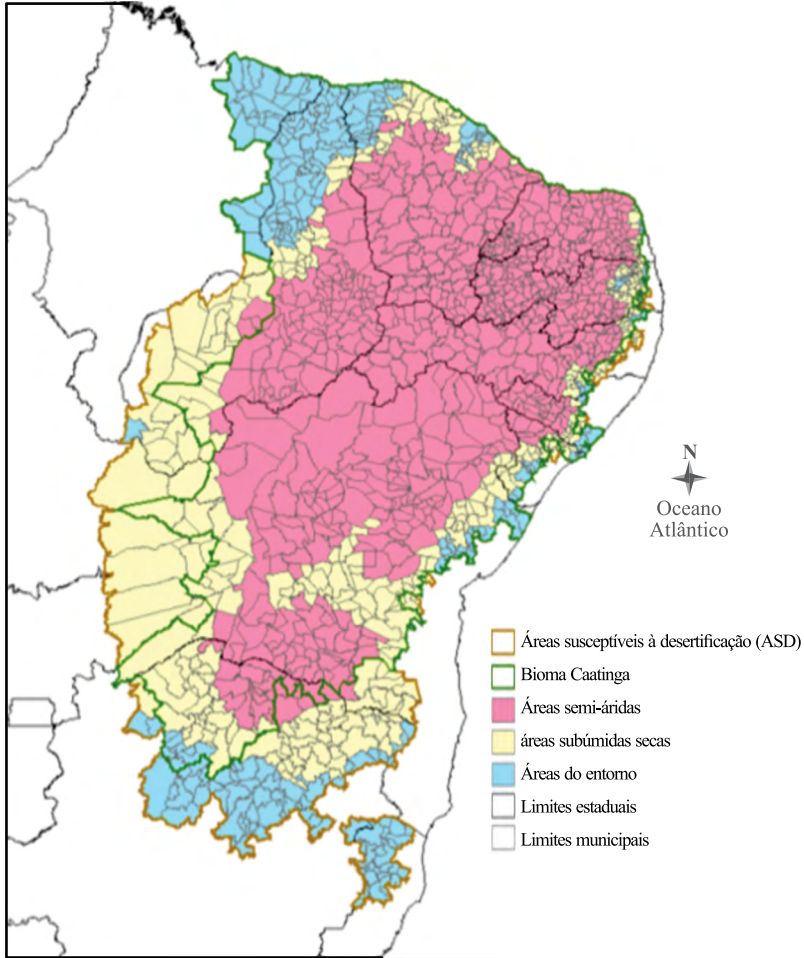 N
Oceano
Atlântico
Áreas susceptíveis à desertificação (ASD)
Bioma Caatinga
Áreas semi-áridas
áreas subúmidas secas
Áreas do entorno
Limites estaduais
Limites municipais